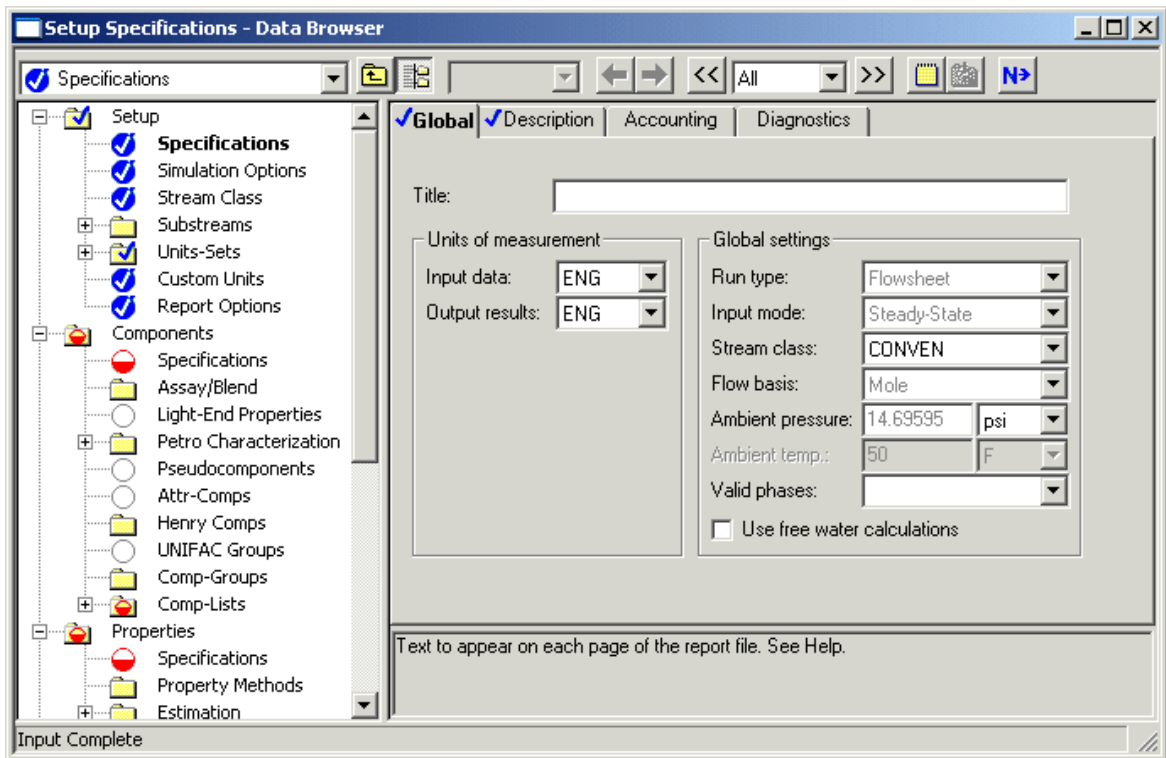 Setup Specifications - Data Browser
Specifications
All
<<
>>
N
Setup
Specifications
Simulation Options
Stream Class
Substreams
Units-Sets
Custom Units
Report Options
Components
Specifications
Assay/Blend
Light-End Properties
Petro Characterization
Pseudocomponents
Attr-Comps
Henry Comps
UNIFAC Groups
Comp-Groups
Comp-Lists
Properties
Specifications
Property Methods
Estimation
Global Description Accounting Diagnostics
Title:
Units of measurement
Input data: ENG
Output results: ENG
Global settings
Run type: Flowsheet
Input mode: Steady-State
Stream class: CONVEN
Flow basis: Mole
Ambient pressure: 14.69595 psi
Ambient temp.: 50 F
Valid phases:
Use free water calculations
Text to appear on each page of the report file. See Help.
Input Complete